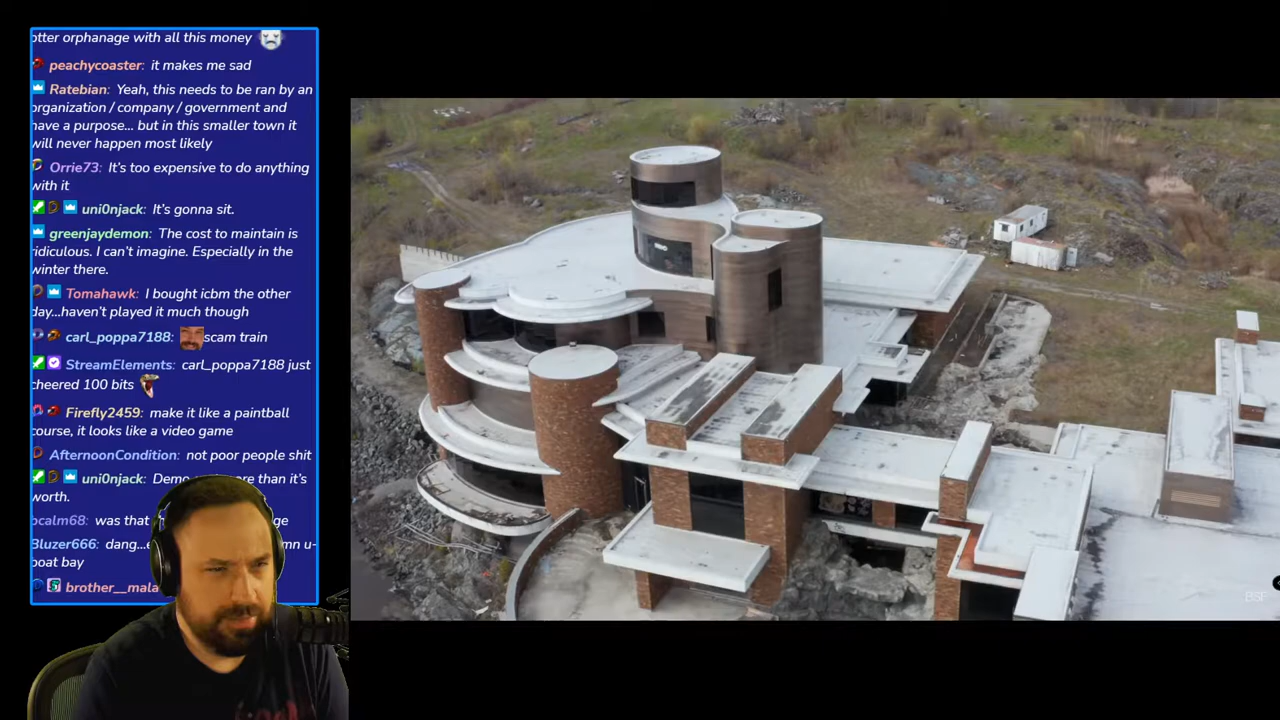 otter orphanage with all this money
peachycoaster: it makes me sad
Ratebian: Yeah, this needs to be ran by an
organization / company / government and
have a purpose... but in this smaller town it
will never happen most likely
Orrie73: It's too expensive to do anything
with it
uni0njack: It's gonna sit.
greenjaydemon: The cost to maintain is
ridiculous. I can't imagine. Especially in the
winter there.
Tomahawk: I bought icbm the other
day...haven't played it much though
carl_poppa7188: scam train
StreamElements: carl_poppa7188 just
cheered 100 bits
Firefly2459: make it like a paintball
course, it looks like a video game
AfternoonCondition: not poor people shit
uni0njack: than it's
worth.
ocalm68: was that
Bluzer666: dang...
boat bay
brother__mala
BSF